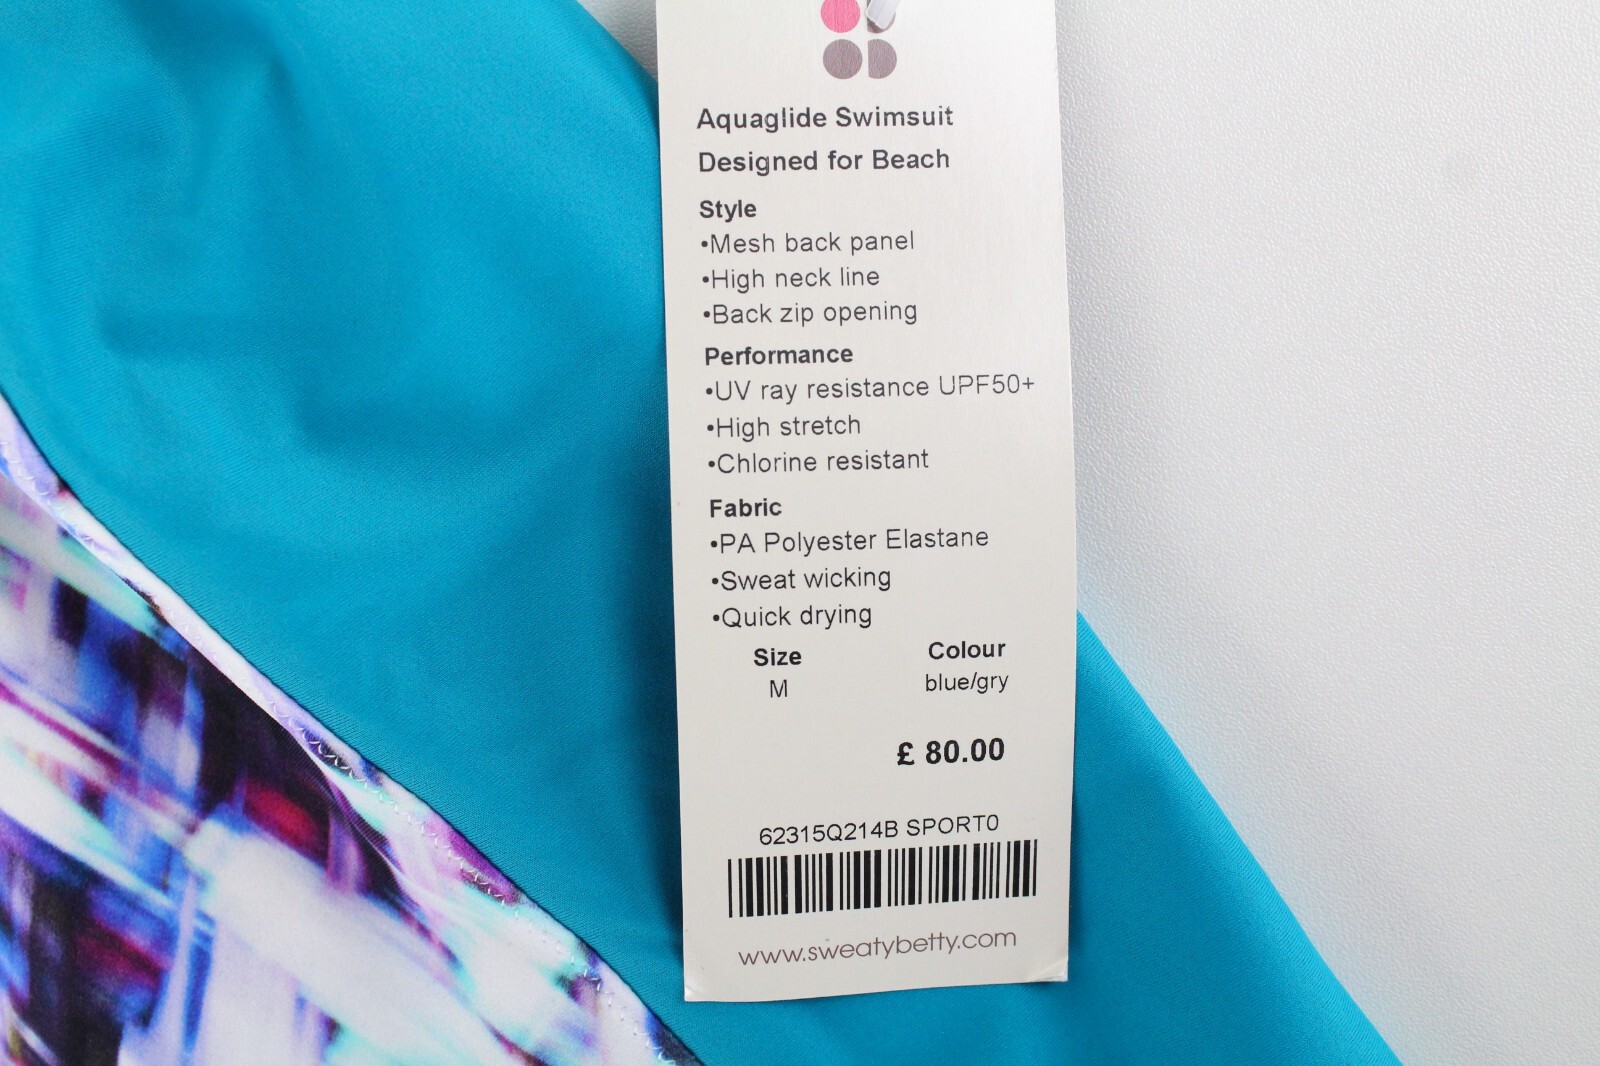 Aquaglide Swimsuit
Designed for Beach
Style
•Mesh back panel
•High neck line
•Back zip opening
Performance
•UV ray resistance UPF50+
•High stretch
•Chlorine resistant
Fabric
•PA Polyester Elastane
•Sweat wicking
•Quick drying
Size Colour
M blue/gry
£ 80.00
62315Q214B SPORT0
www.sweatybetty.com